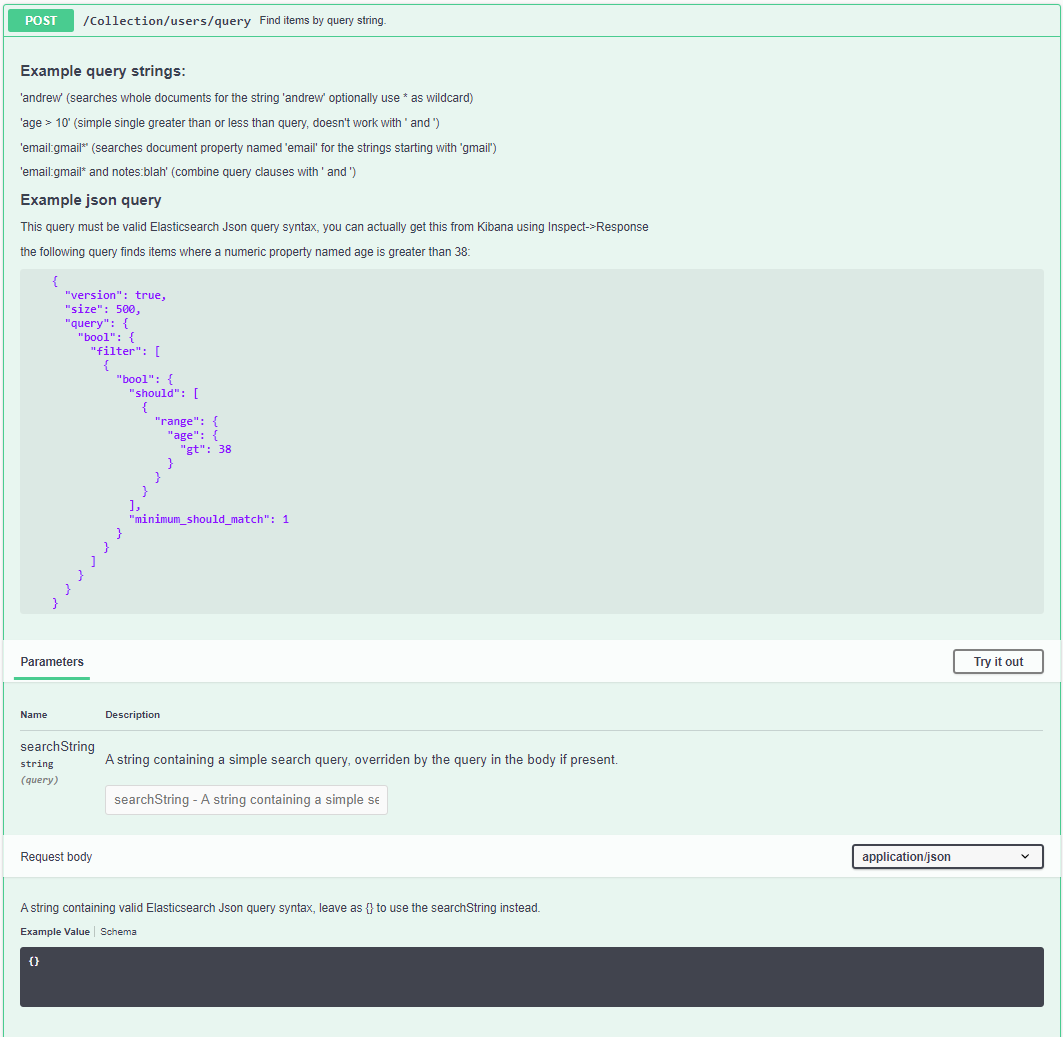 POST /Collection/users/query Find items by query string.
Example query strings:
'andrew' (searches whole documents for the string 'andrew' optionally use * as wildcard)
'age > 10' (simple single greater than or less than query, doesn't work with ' and ')
'email:gmail*' (searches document property named 'email' for the strings starting with 'gmail')
'email:gmail* and notes:blah' (combine query clauses with ' and ')
Example json query
This query must be valid Elasticsearch Json query syntax, you can actually get this from Kibana using Inspect->Response
the following query finds items where a numeric property named age is greater than 38:
{
"version": true,
"size": 500,
"query": {
"bool": {
"filter": [
{
"bool": {
"should": [
{
"range": {
"age": {
"gt": 38
}
}
}
],
"minimum_should_match": 1
}
}
]
}
}
}
Parameters
Try it out
Name Description
searchString
string
(query)
A string containing a simple search query, overriden by the query in the body if present.
searchString - A string containing a simple se
Request body
application/json
A string containing valid Elasticsearch Json query syntax, leave as {} to use the searchString instead.
Example Value Schema
{}